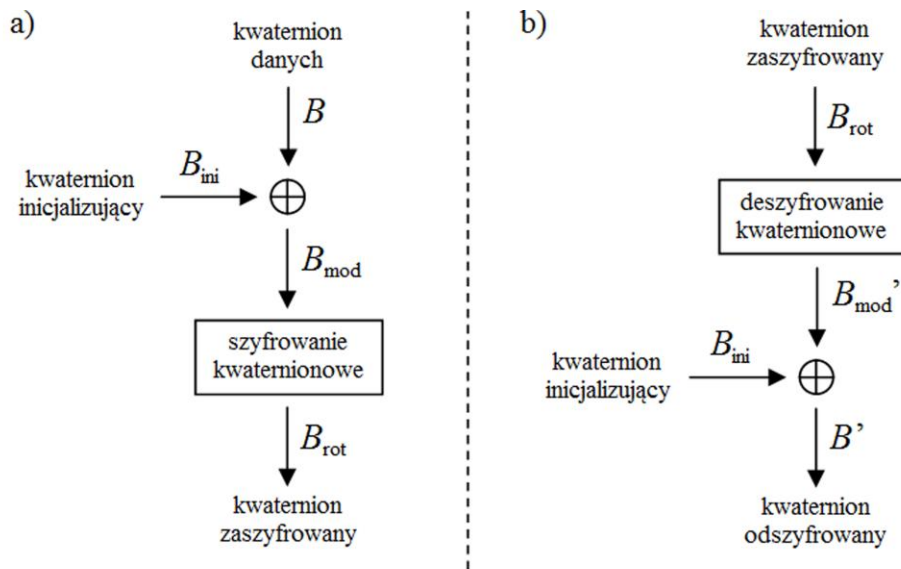 a)
kwaternion
danych
B
kwaternion
inicjalizujący
B_ini
B_mod
szyfrowanie
kwaternionowe
B_rot
kwaternion
zaszyfrowany
b)
kwaternion
zaszyfrowany
B_rot
deszyfrowanie
kwaternionowe
B_mod’
kwaternion
inicjalizujący
B_ini
B’
kwaternion
odszyfrowany